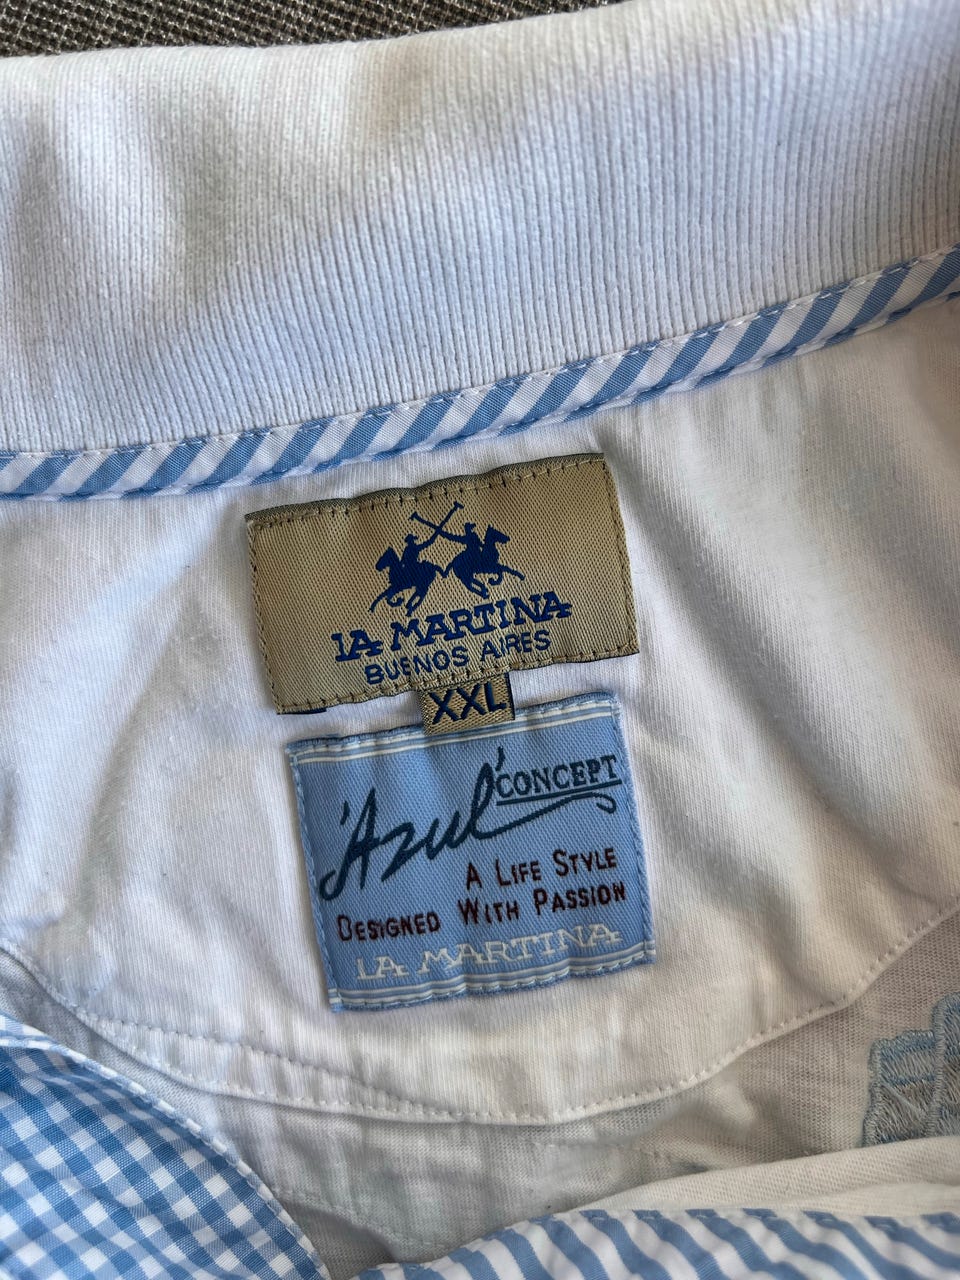 LA MARTINA
BUENOS AIRES
XXL
'Azul' CONCEPT
A LIFE STYLE
DESIGNED WITH PASSION
LA MARTINA